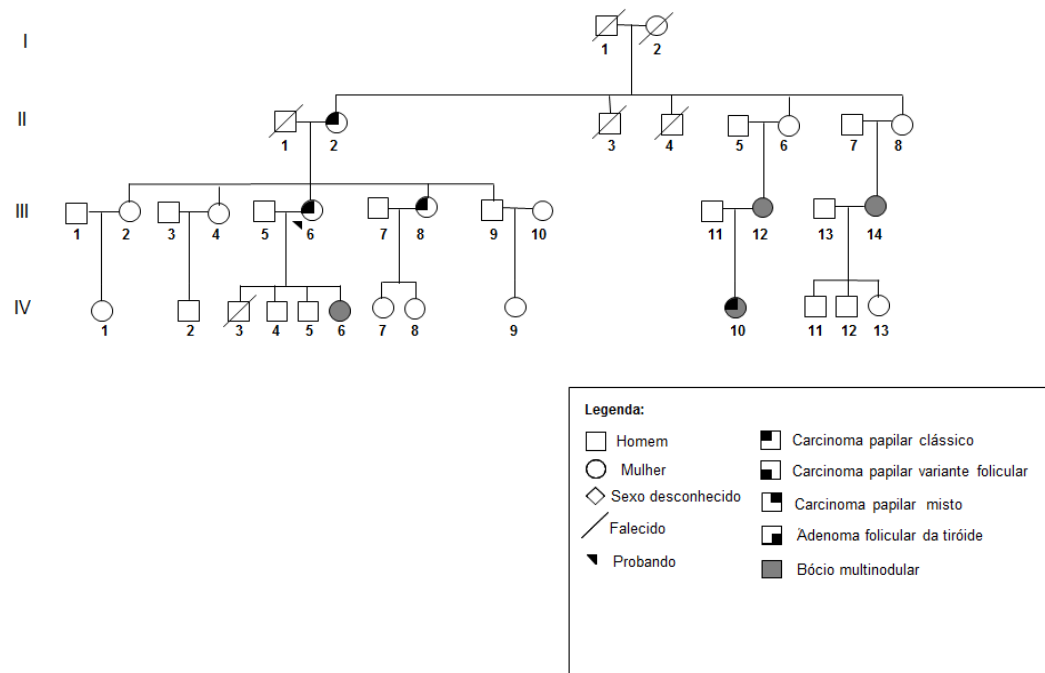 I
1 2
II
1 2 3 4 5 6 7 8
III
1 2 3 4 5 6 7 8 9 10 11 12 13 14
IV
1 2 3 4 5 6 7 8 9 10 11 12 13
Legenda:
Homem
Mulher
Sexo desconhecido
Falecido
Probando
Carcinoma papilar clássico
Carcinoma papilar variante folicular
Carcinoma papilar misto
Àdenoma folicular da tiróide
Bócio multinodular